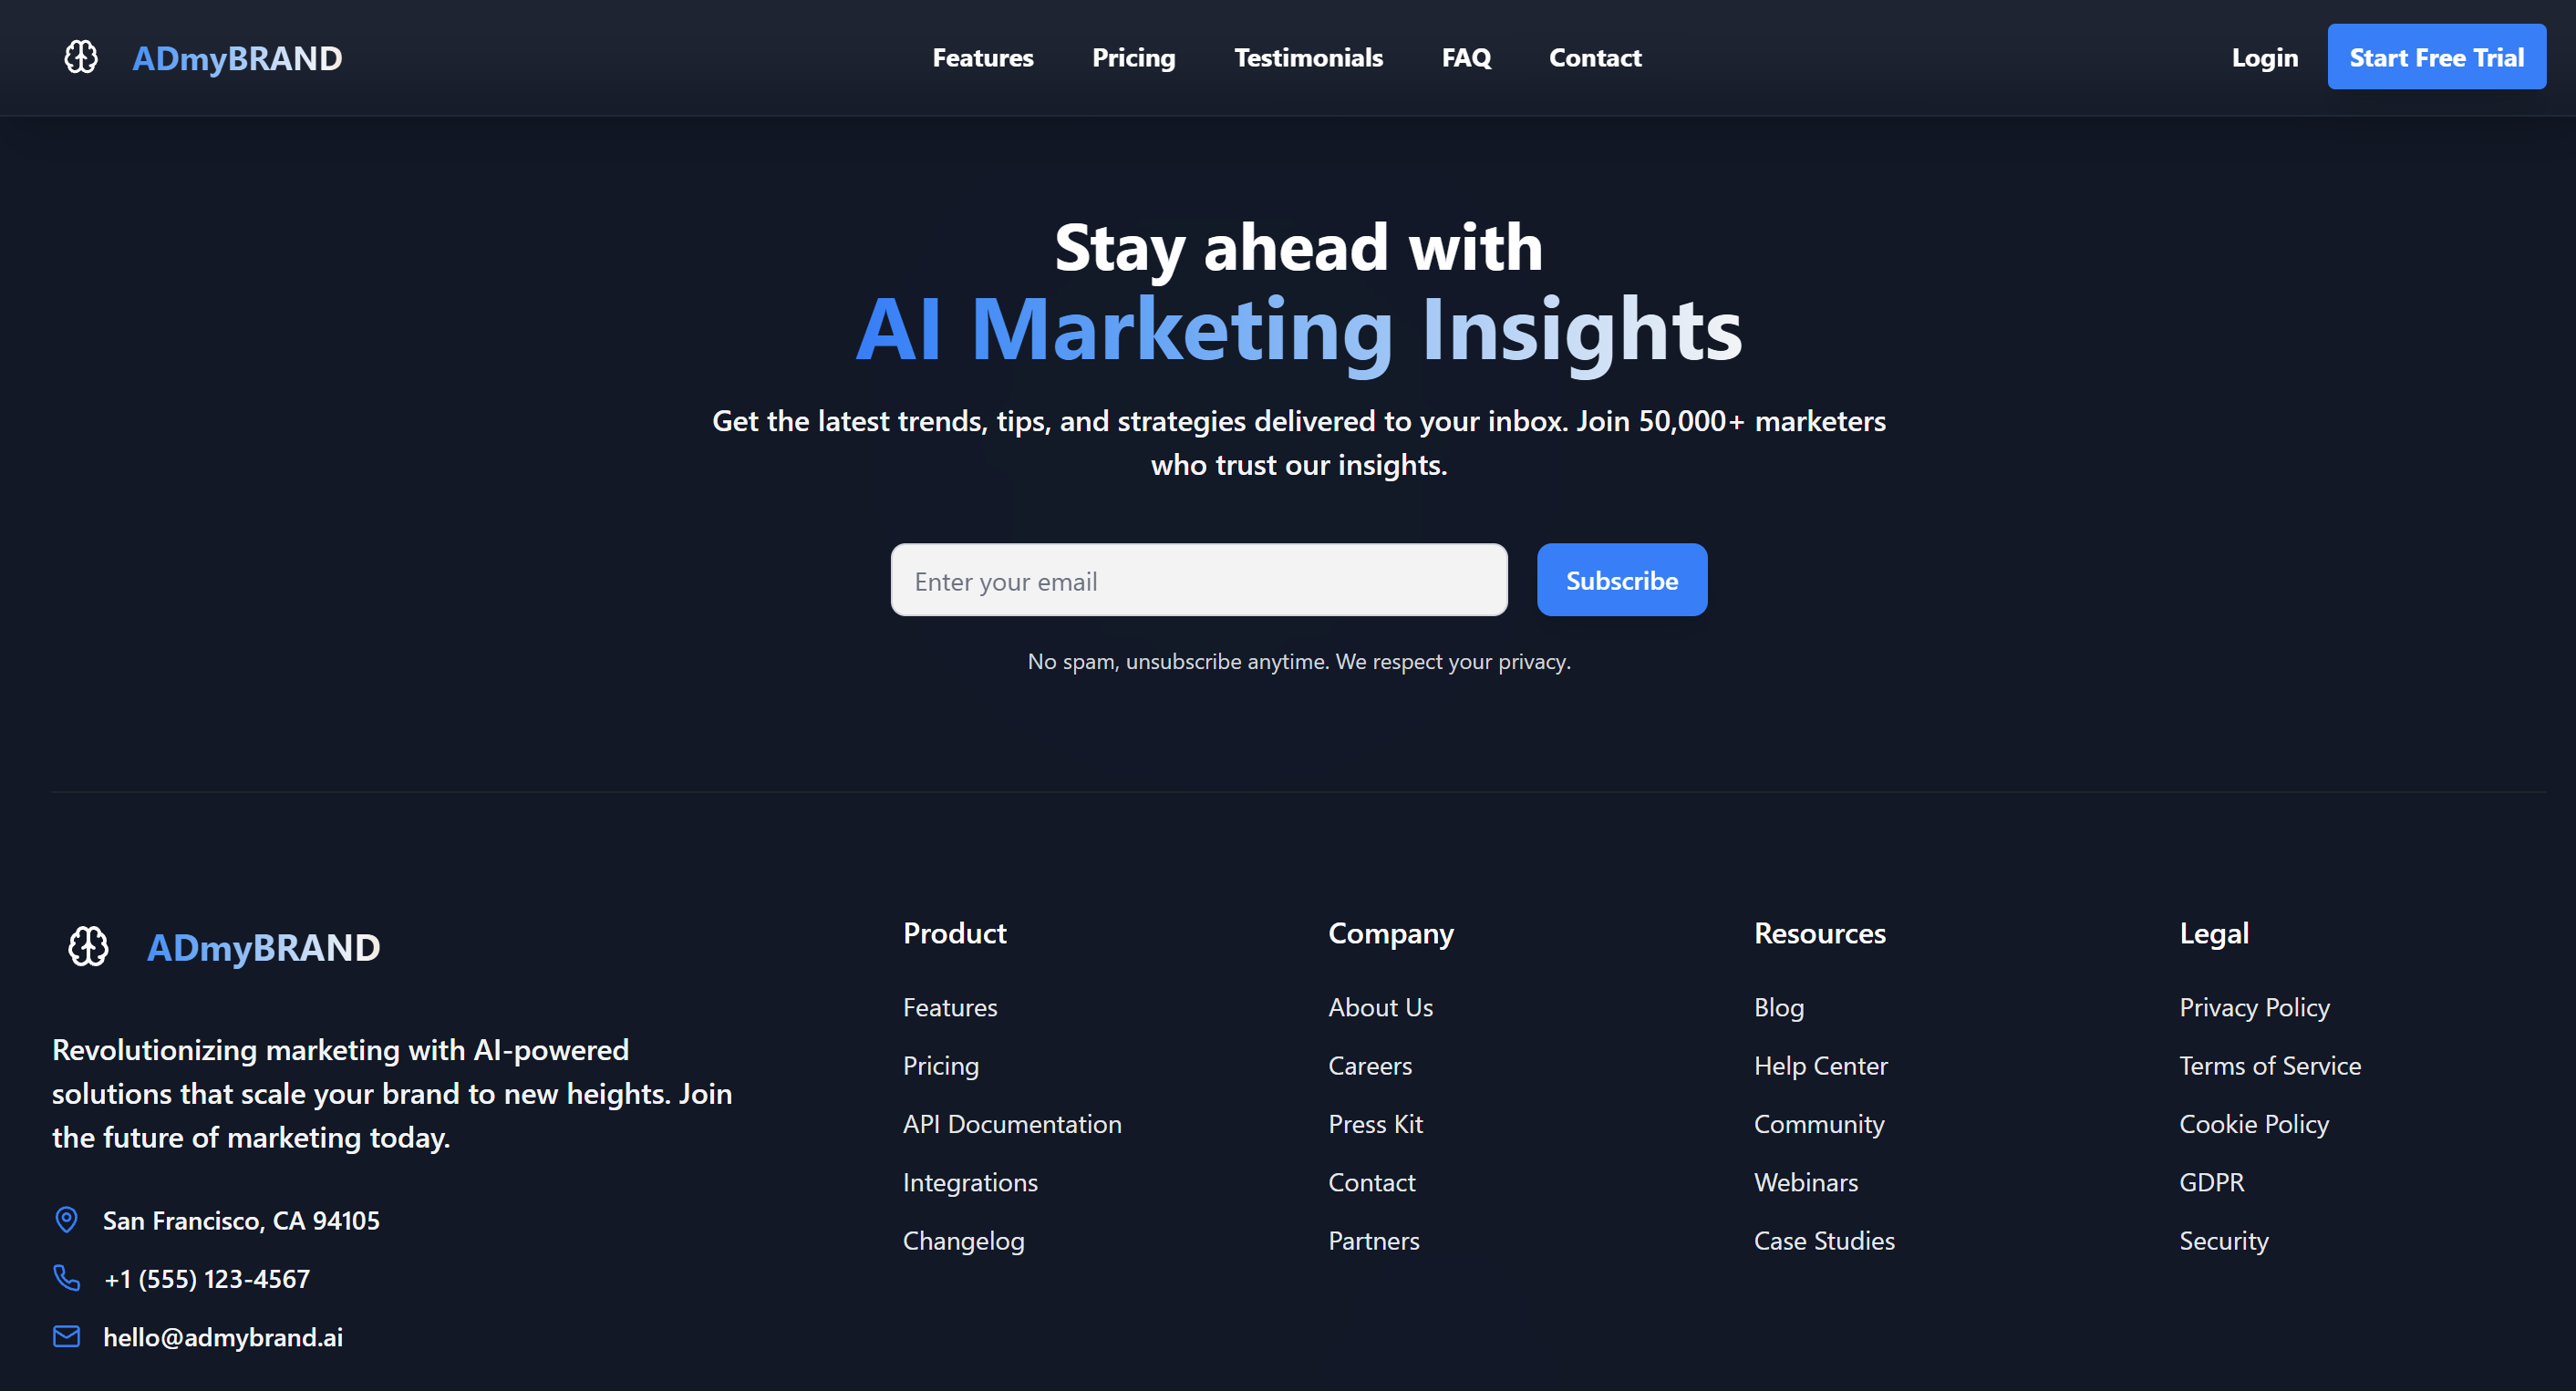 ADmyBRAND
Features Pricing Testimonials FAQ Contact
Login Start Free Trial
Stay ahead with
AI Marketing Insights
Get the latest trends, tips, and strategies delivered to your inbox. Join 50,000+ marketers
who trust our insights.
Enter your email
Subscribe
No spam, unsubscribe anytime. We respect your privacy.
ADmyBRAND
Revolutionizing marketing with AI-powered
solutions that scale your brand to new heights. Join
the future of marketing today.
San Francisco, CA 94105
+1 (555) 123-4567
hello@admybrand.ai
Product
Features
Pricing
API Documentation
Integrations
Changelog
Company
About Us
Careers
Press Kit
Contact
Partners
Resources
Blog
Help Center
Community
Webinars
Case Studies
Legal
Privacy Policy
Terms of Service
Cookie Policy
GDPR
Security